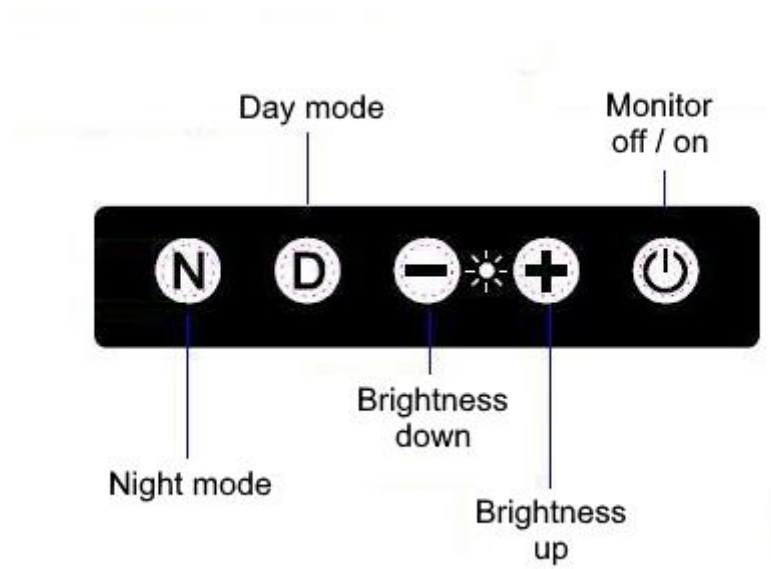 Day mode
Monitor
off / on
N D
Brightness
down
Night mode
Brightness
up